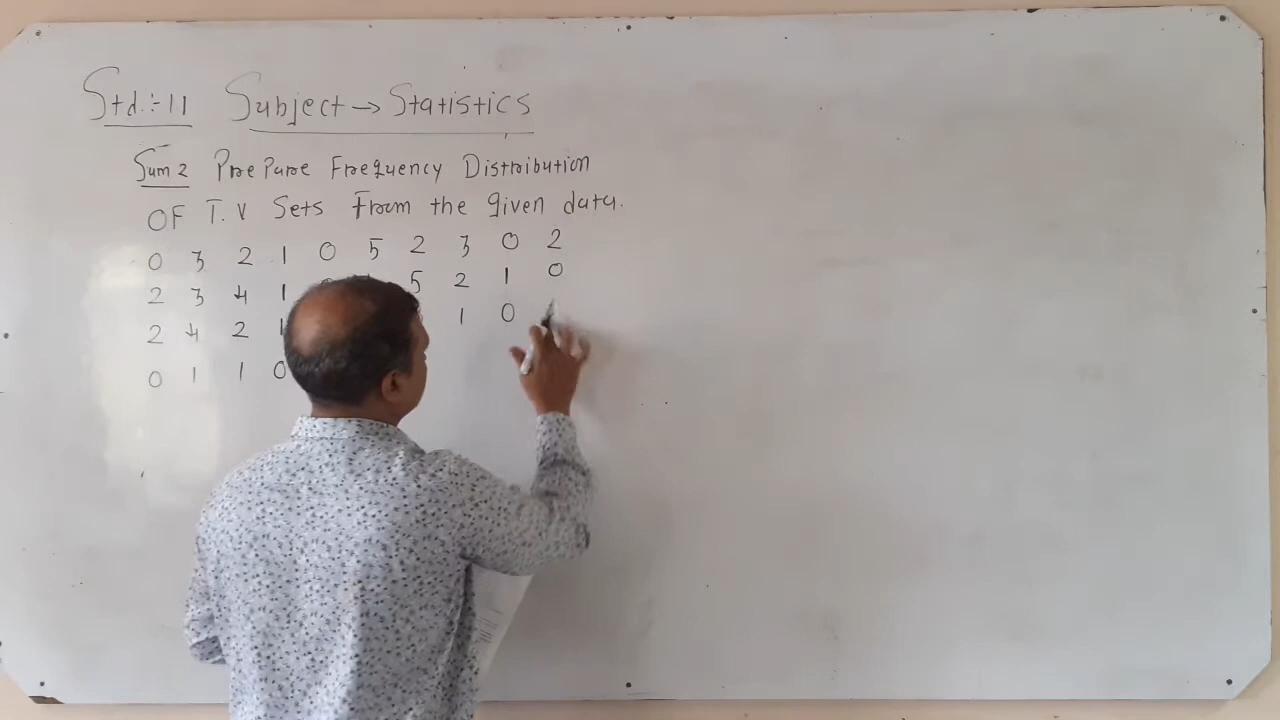 Std.:-11 Subject → Statistics
Sum 2 PrePare Frequency Distribution
OF T.V Sets From the given data.
0 3 2 1 0 5 2 3 0 2
2 3 4 1 5 2 1 0
2 4 2 1 1 0
0 1 1 0